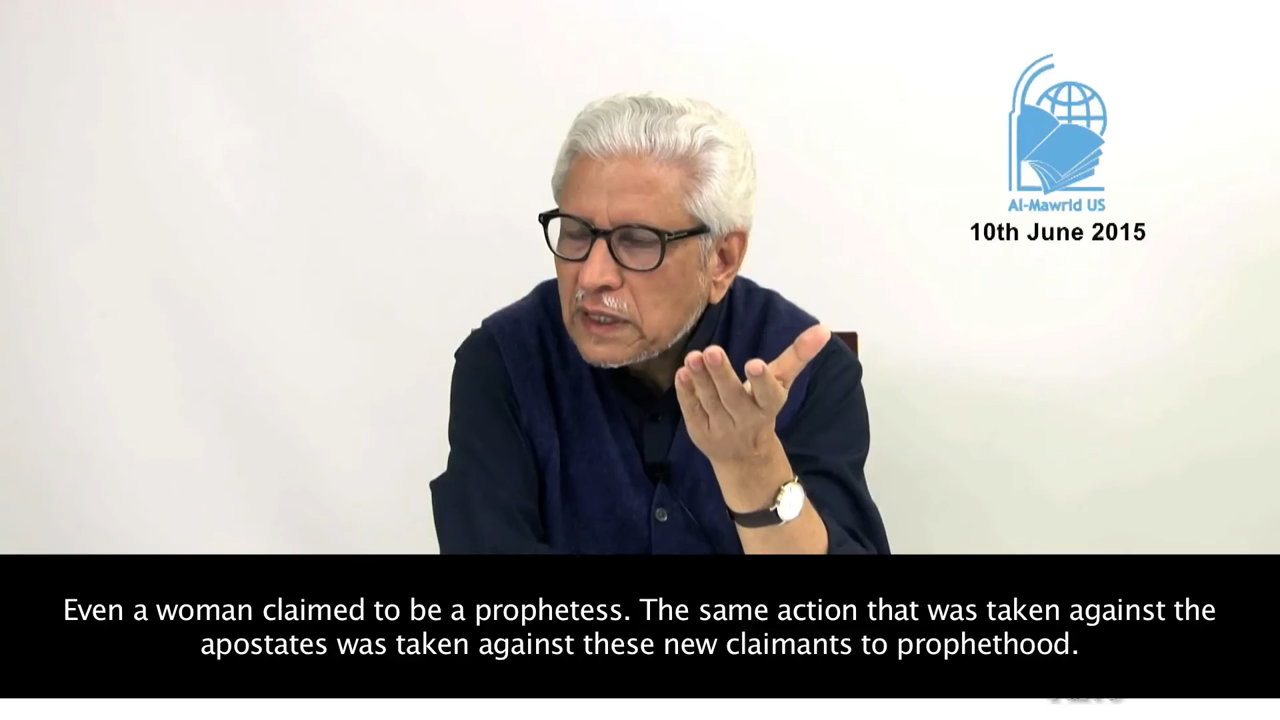 Al-Mawrid US
10th June 2015
Even a woman claimed to be a prophetess. The same action that was taken against the
apostates was taken against these new claimants to prophethood.